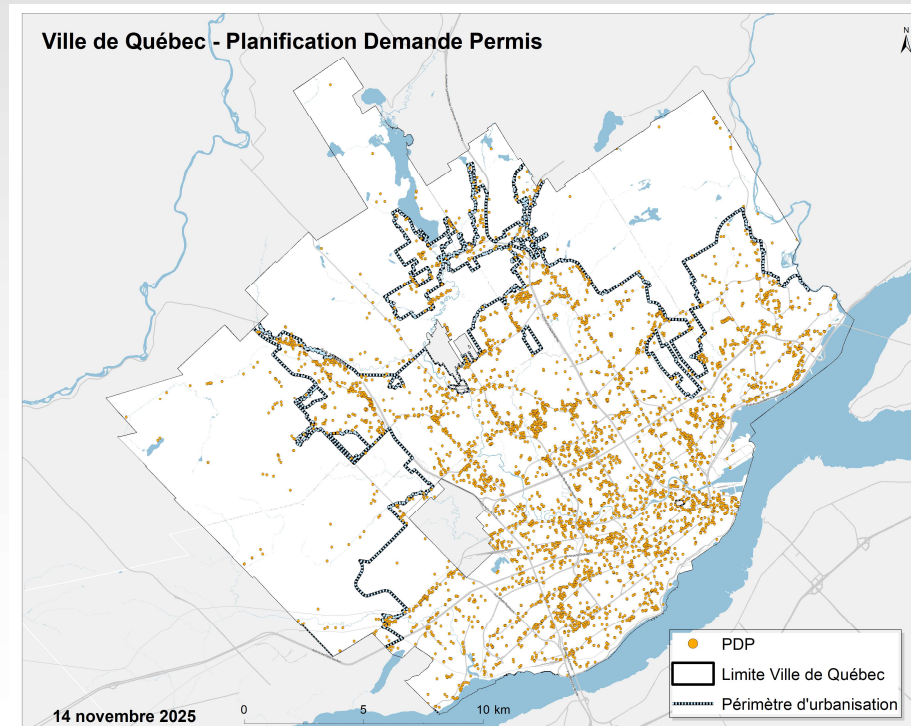 Ville de Québec - Planification Demande Permis
N
PDP
Limite Ville de Québec
Périmètre d'urbanisation
14 novembre 2025
0 5 10 km